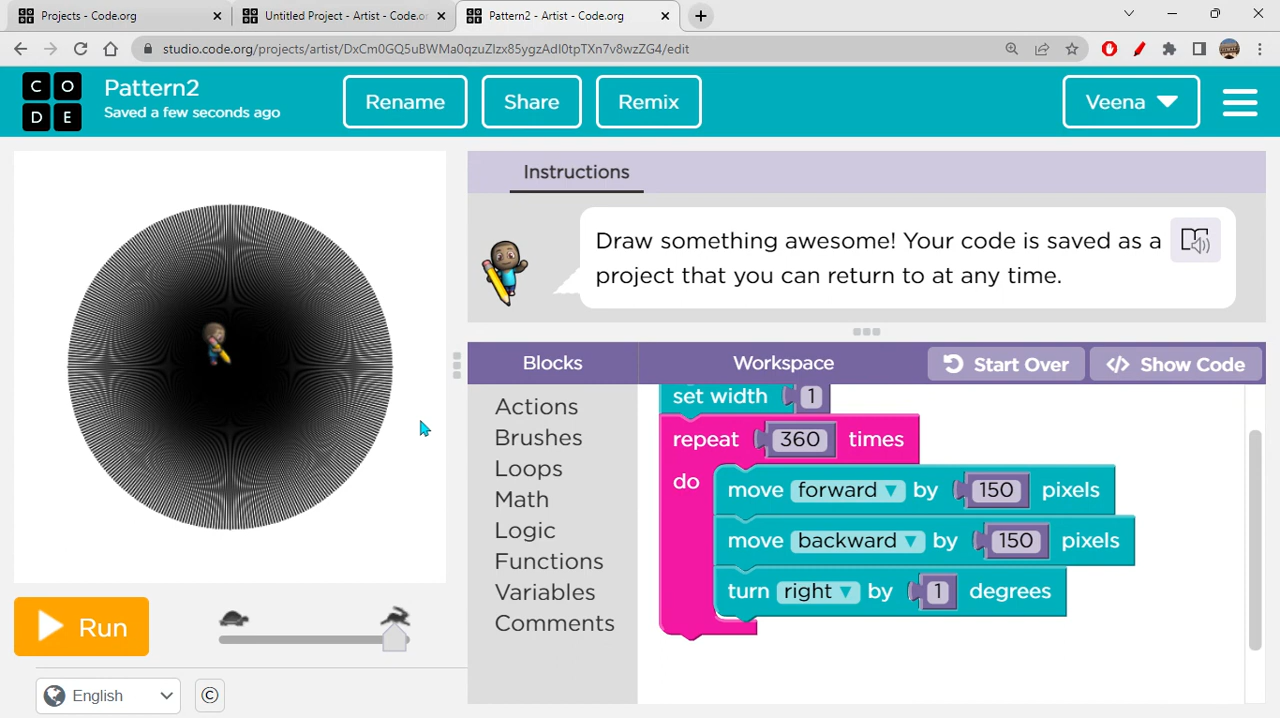 Projects - Code.org
Untitled Project - Artist - Code.or
Pattern2 - Artist - Code.org
studio.code.org/projects/artist/DxCm0GQ5uBWMa0qzuZIzx85ygzAdI0tpTXn7v8wzZG4/edit
C O
D E
Pattern2
Saved a few seconds ago
Rename
Share
Remix
Veena
Instructions
Draw something awesome! Your code is saved as a
project that you can return to at any time.
Blocks
Workspace
Start Over
</> Show Code
Actions
Brushes
Loops
Math
Logic
Functions
Variables
Comments
set width 1
repeat 360 times
do
move forward by 150 pixels
move backward by 150 pixels
turn right by 1 degrees
Run
English
©